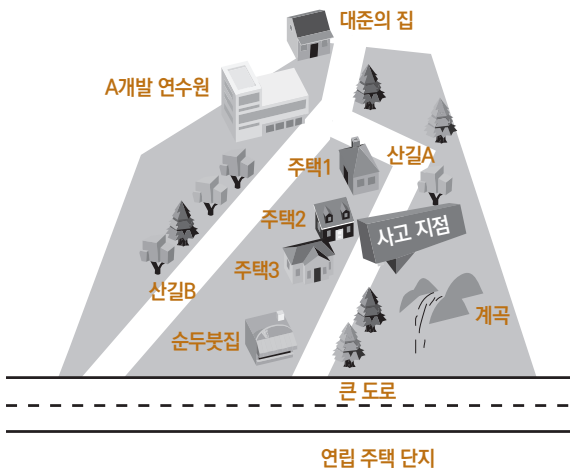 대준의 집
A개발 연수원
주택1
산길A
주택2
사고 지점
주택3
산길B
계곡
순두붓집
큰 도로
연립 주택 단지